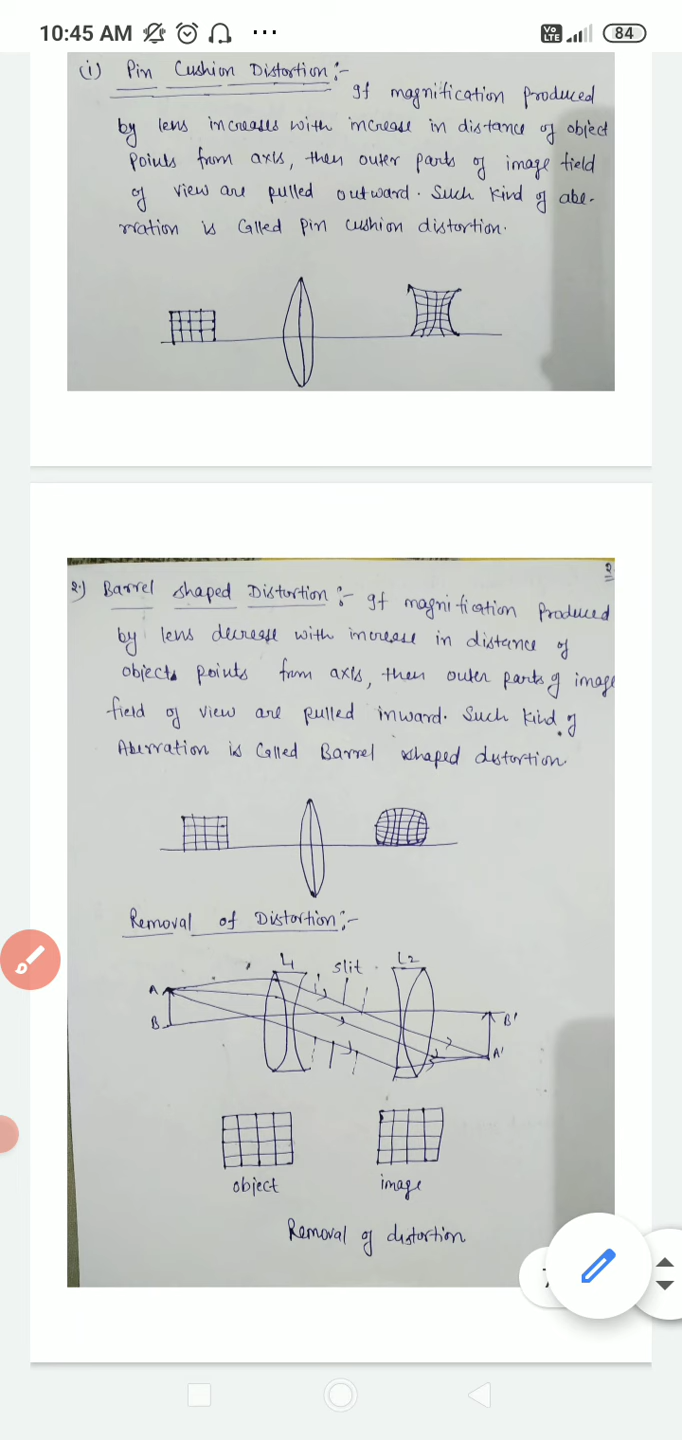 10:45 AM ...
Vo
LTE
84
(i) Pin Cushion Distortion :-
If magnification produced
by lens increases with increase in distance of object
Points from axis, then outer parts of image field
of view are pulled outward. Such kind of abe-
rration is Called Pin cushion distortion.
2
2.) Barrel shaped Distortion :- If magnification Produced
by lens decrease with increase in distance of
objects points from axis, then outer parts of image
field of view are pulled inward. Such kind of
Aberration is Called Barrel shaped distortion
Removal of Distortion :-
L1 slit L2
A
B
B'
A'
object image
Removal of distortion